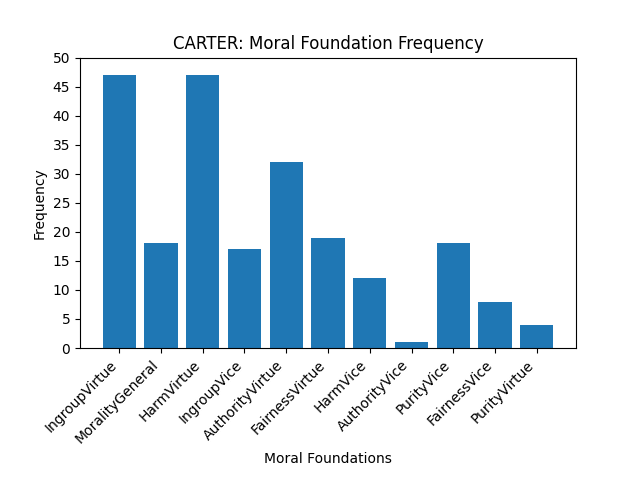 CARTER: Moral Foundation Frequency
50
45
40
35
30
25
20
15
10
5
0
Frequency
IngroupVirtue
MoralityGeneral
HarmVirtue
IngroupVice
AuthorityVirtue
FairnessVirtue
HarmVice
AuthorityVice
PurityVice
FairnessVice
PurityVirtue
Moral Foundations